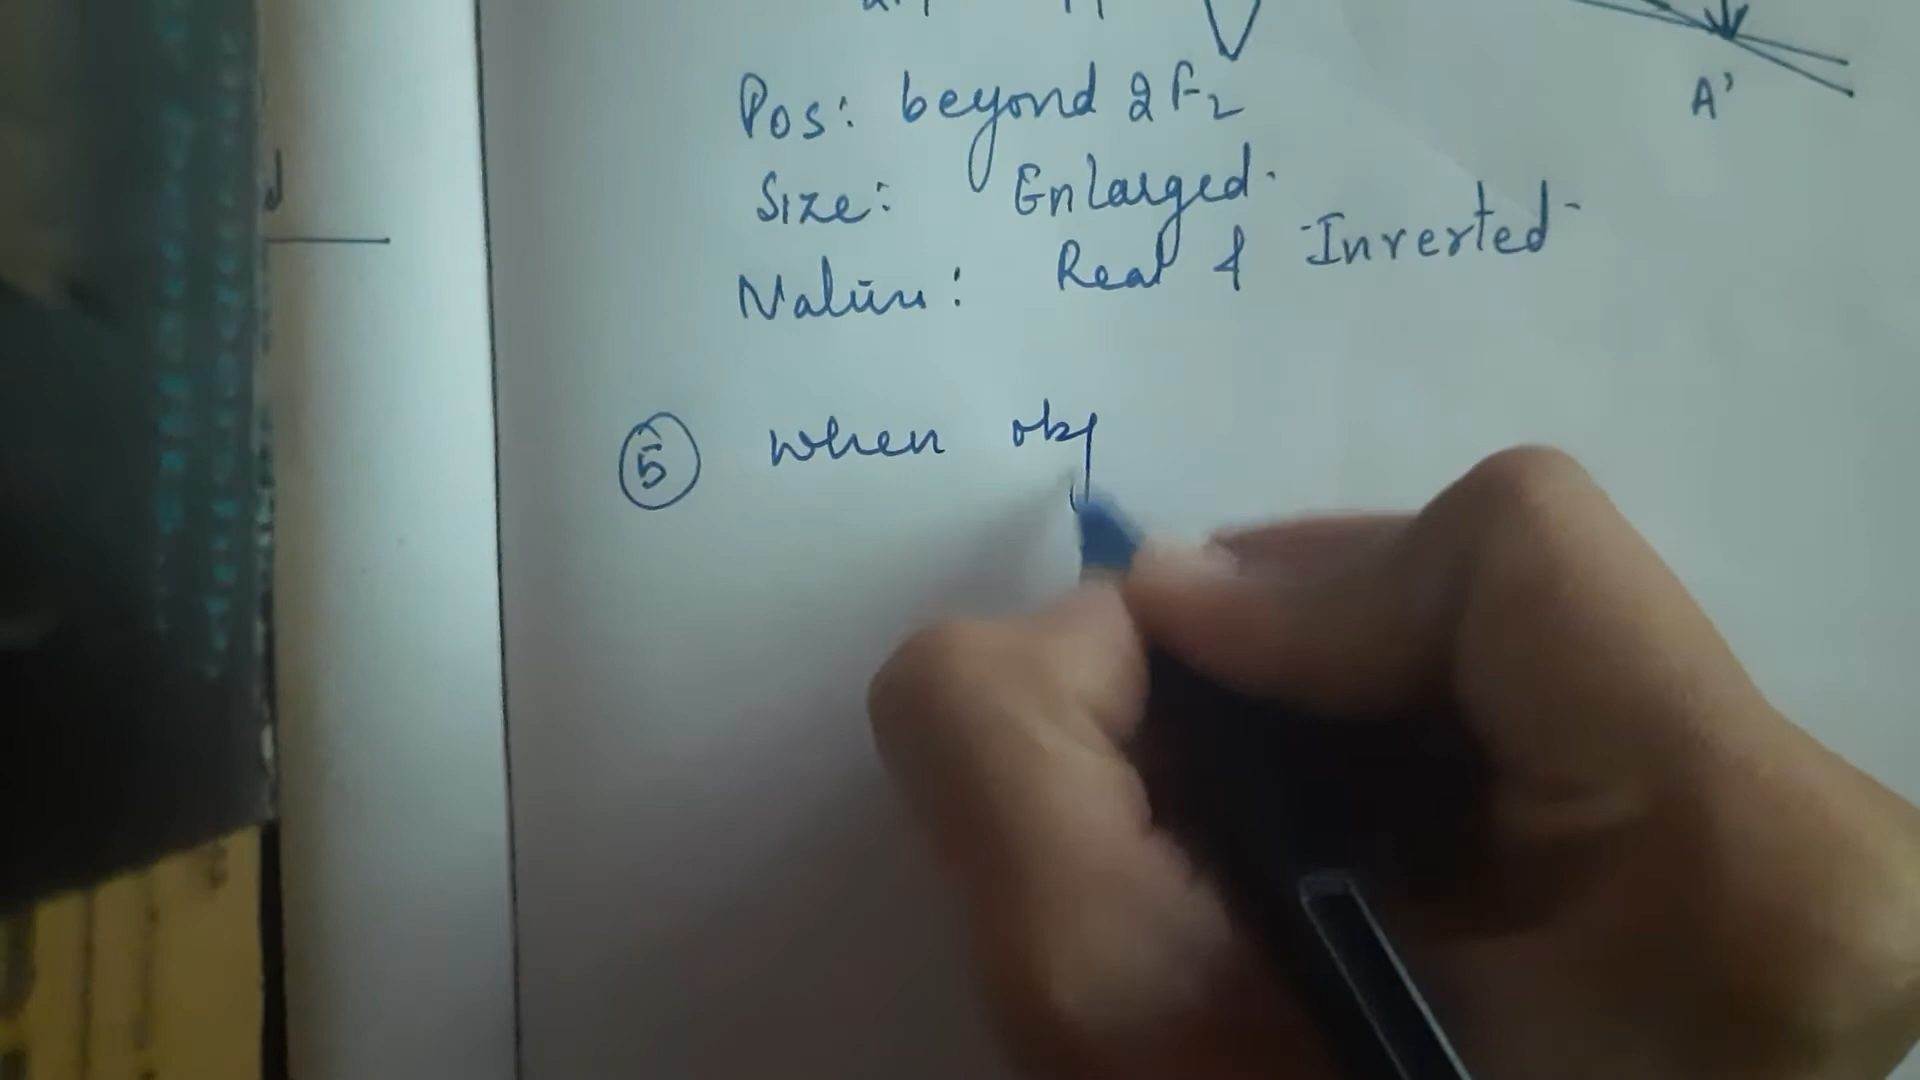 A'
Pos: beyond 2F₂
Size: Enlarged.
Nature: Real & Inverted.
⑤ when obj